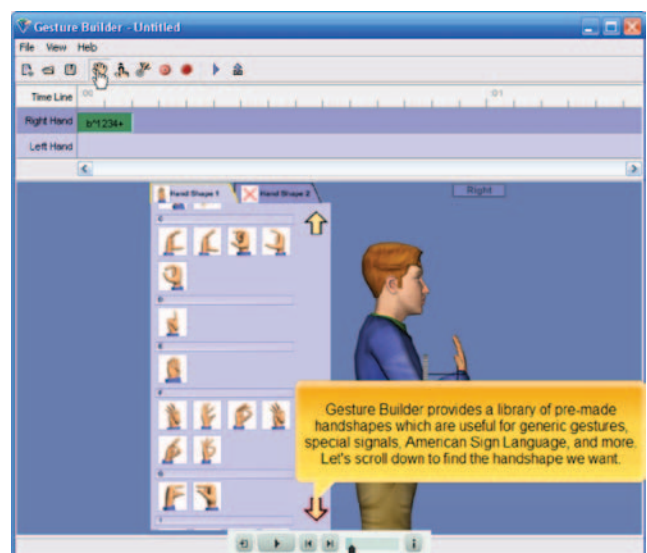 Gesture Builder - Untitled
File View Help
Time Line 00 01
Right Hand b^1234+
Left Hand
Hand Shape 1 Hand Shape 2 Right
C
D
E
F
G
Gesture Builder provides a library of pre-made
handshapes which are useful for generic gestures,
special signals, American Sign Language, and more.
Let's scroll down to find the handshape we want.